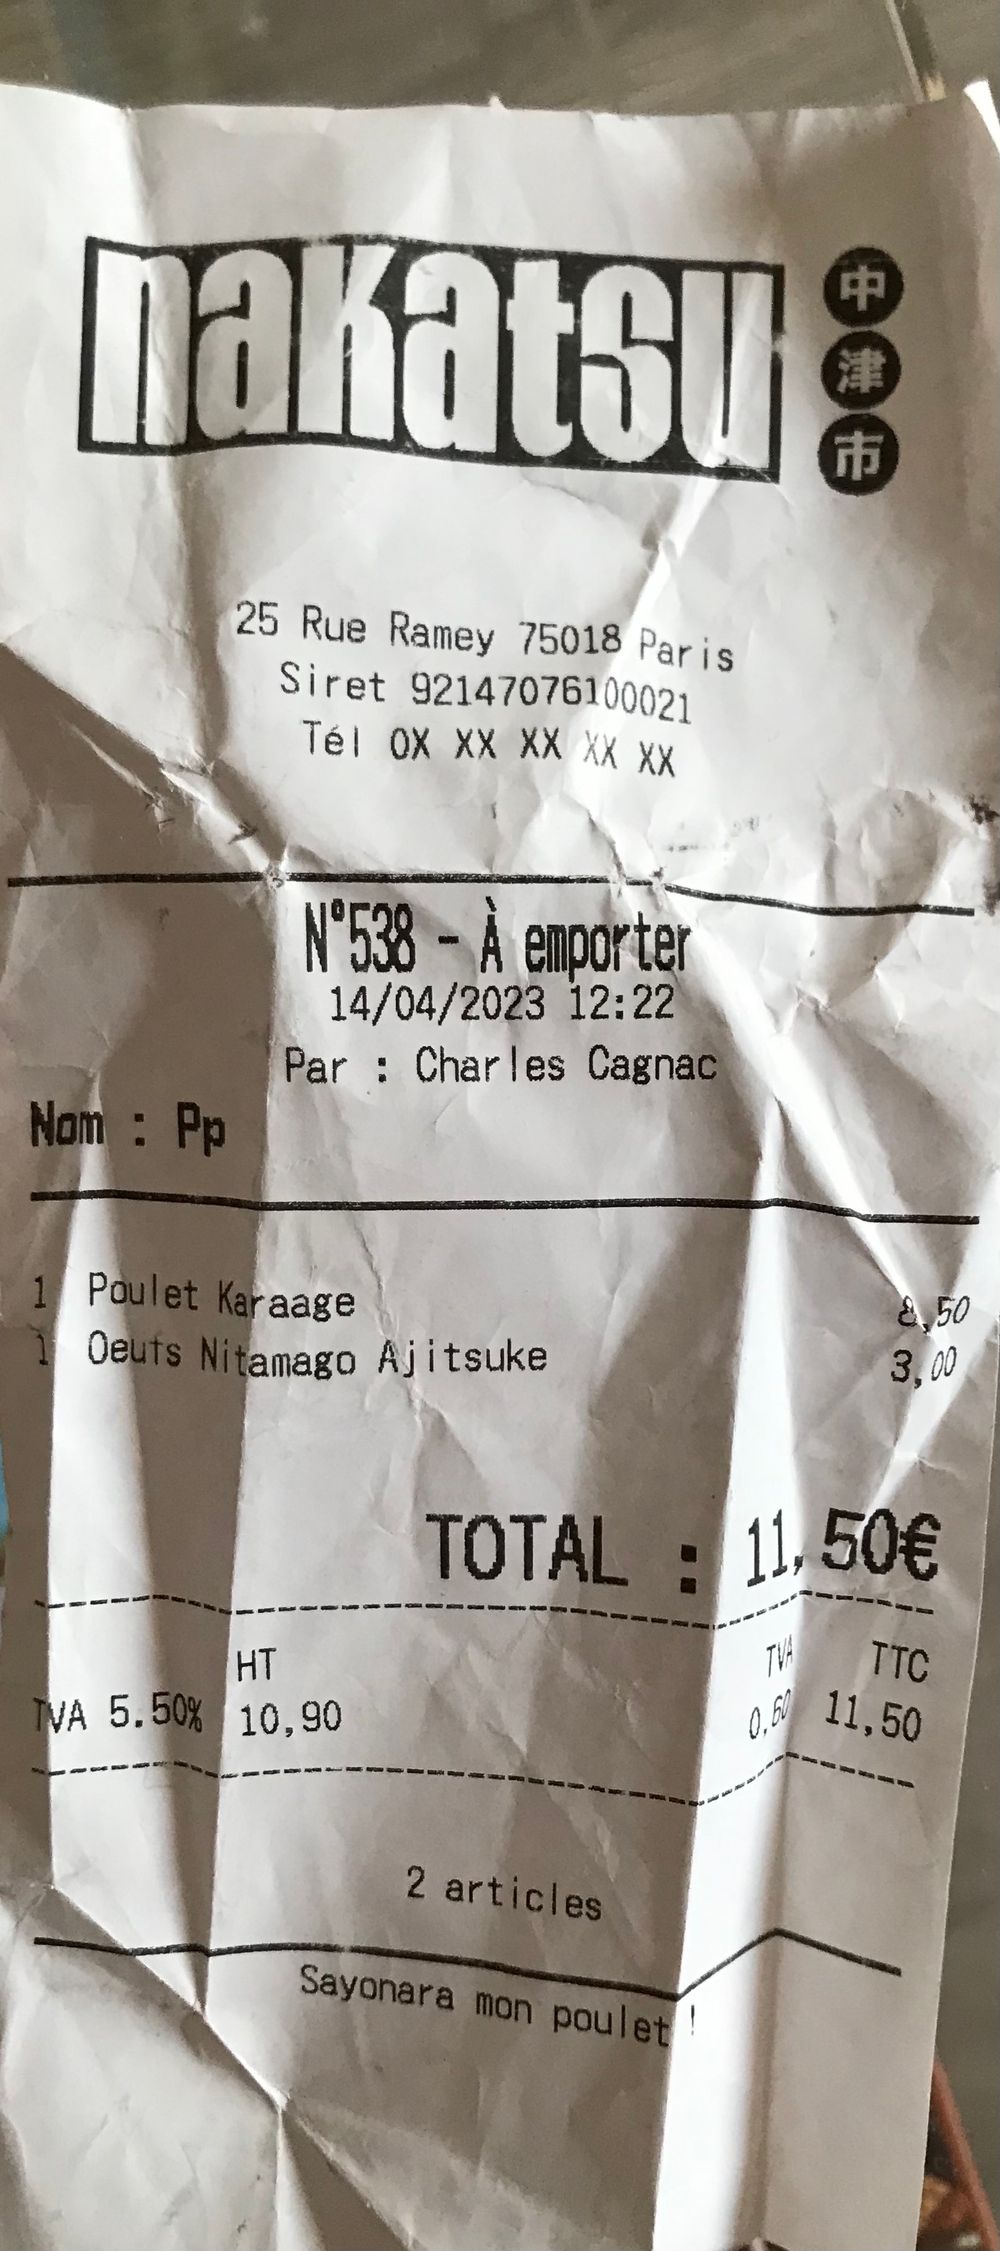 nakatsu
中
津
市
25 Rue Ramey 75018 Paris
Siret 92147076100021
Tél 0X XX XX XX XX
N°538 - À emporter
14/04/2023 12:22
Par : Charles Cagnac
Nom : Pp
1 Poulet Karaage 8,50
1 Oeufs Nitamago Ajitsuke 3,00
TOTAL : 11,50€
HT TVA TTC
TVA 5.50% 10,90 0,60 11,50
2 articles
Sayonara mon poulet !